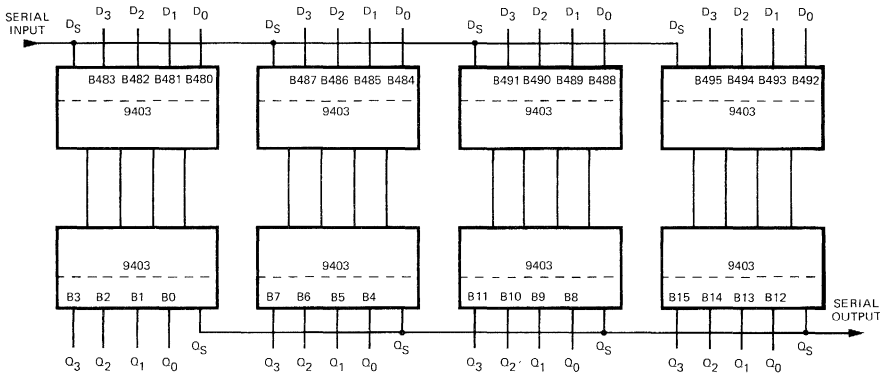 SERIAL
INPUT
DS D3 D2 D1 D0 DS D3 D2 D1 D0 DS D3 D2 D1 D0 DS D3 D2 D1 D0
B483 B482 B481 B480 B487 B486 B485 B484 B491 B490 B489 B488 B495 B494 B493 B492
9403 9403 9403 9403
9403 9403 9403 9403
B3 B2 B1 B0 B7 B6 B5 B4 B11 B10 B9 B8 B15 B14 B13 B12
SERIAL
OUTPUT
Q3 Q2 Q1 Q0 QS Q3 Q2 Q1 Q0 QS Q3 Q2 Q1 Q0 QS Q3 Q2 Q1 Q0 QS